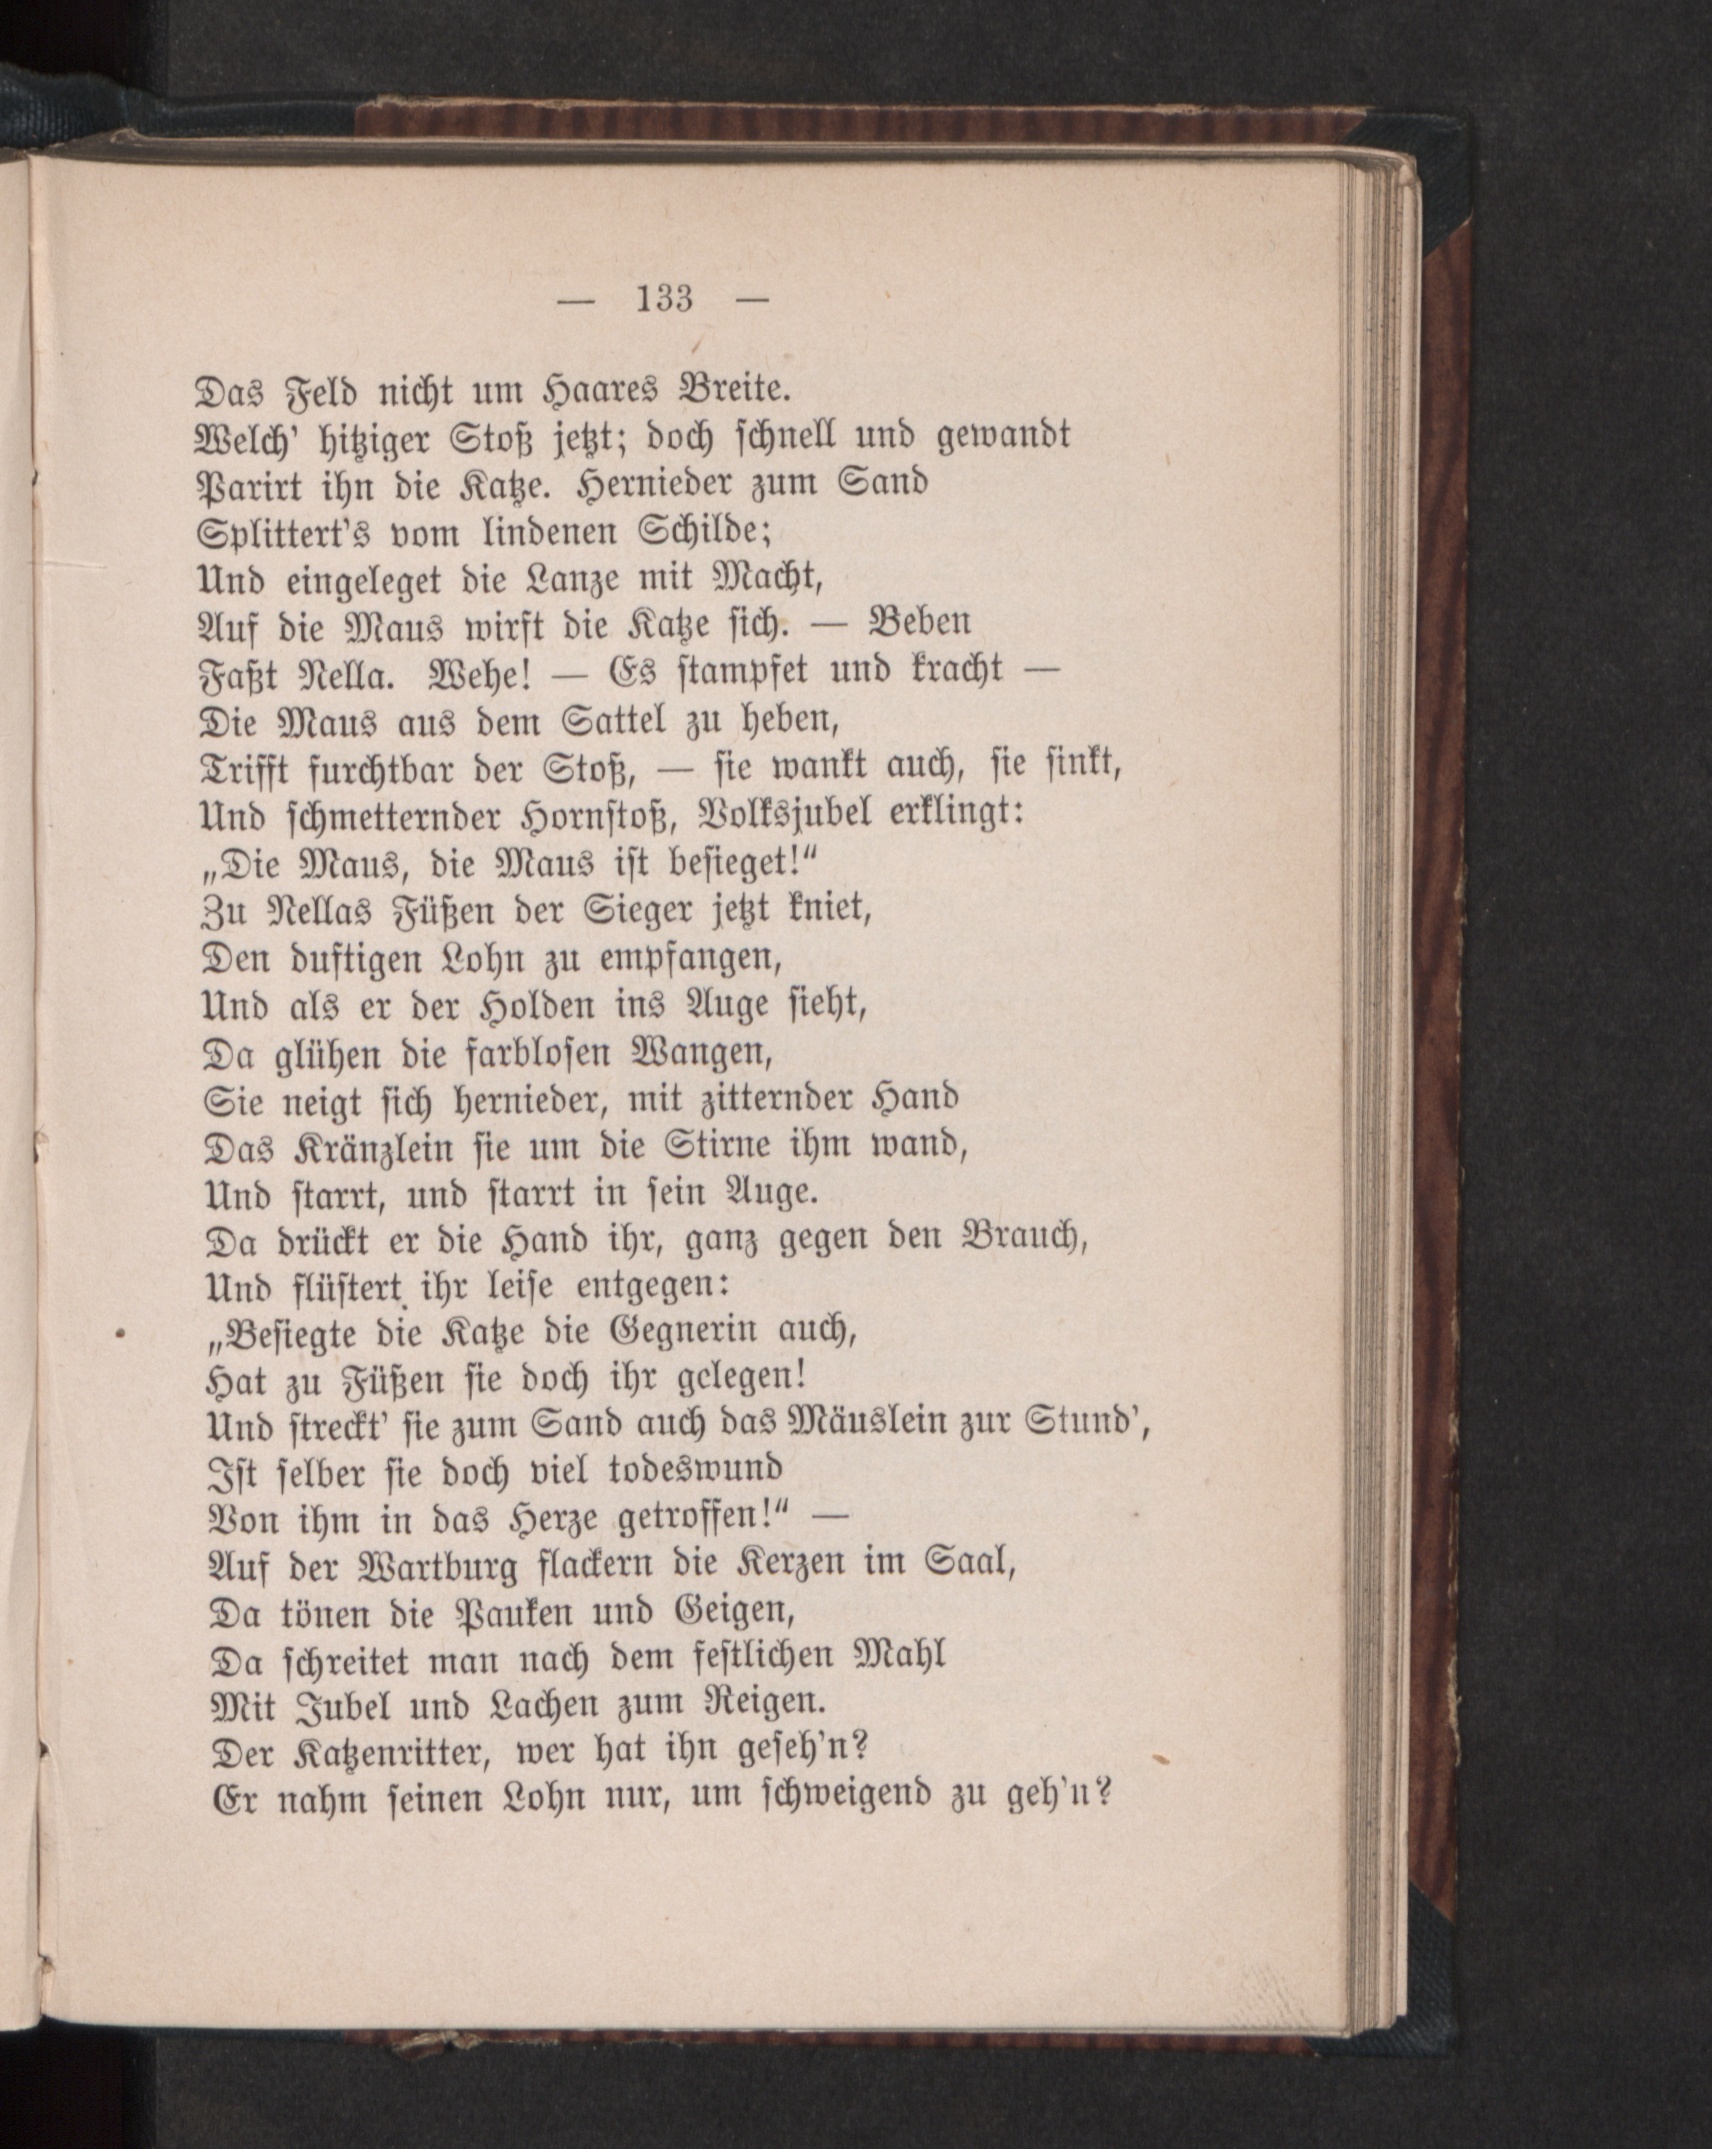 — 133 —
Das Feld nicht um Haares Breite.
Welch' hitziger Stoß jetzt; doch schnell und gewandt
Parirt ihn die Katze. Hernieder zum Sand
Splittert's vom lindenen Schilde;
Und eingeleget die Lanze mit Macht,
Auf die Maus wirft die Katze sich. — Beben
Faßt Nella. Wehe! — Es stampfet und kracht —
Die Maus aus dem Sattel zu heben,
Trifft furchtbar der Stoß, — sie wankt auch, sie sinkt,
Und schmetternder Hornstoß, Volksjubel erklingt:
„Die Maus, die Maus ist besieget!“
Zu Nellas Füßen der Sieger jetzt kniet,
Den duftigen Lohn zu empfangen,
Und als er der Holden ins Auge sieht,
Da glühen die farblosen Wangen,
Sie neigt sich hernieder, mit zitternder Hand
Das Kränzlein sie um die Stirne ihm wand,
Und starrt, und starrt in sein Auge.
Da drückt er die Hand ihr, ganz gegen den Brauch,
Und flüstert ihr leise entgegen:
„Besiegte die Katze die Gegnerin auch,
Hat zu Füßen sie doch ihr gelegen!
Und streckt' sie zum Sand auch das Mäuslein zur Stund',
Ist selber sie doch viel todeswund
Von ihm in das Herze getroffen!“ —
Auf der Wartburg flackern die Kerzen im Saal,
Da tönen die Pauken und Geigen,
Da schreitet man nach dem festlichen Mahl
Mit Jubel und Lachen zum Reigen.
Der Katzenritter, wer hat ihn geseh'n?
Er nahm seinen Lohn nur, um schweigend zu geh'n?